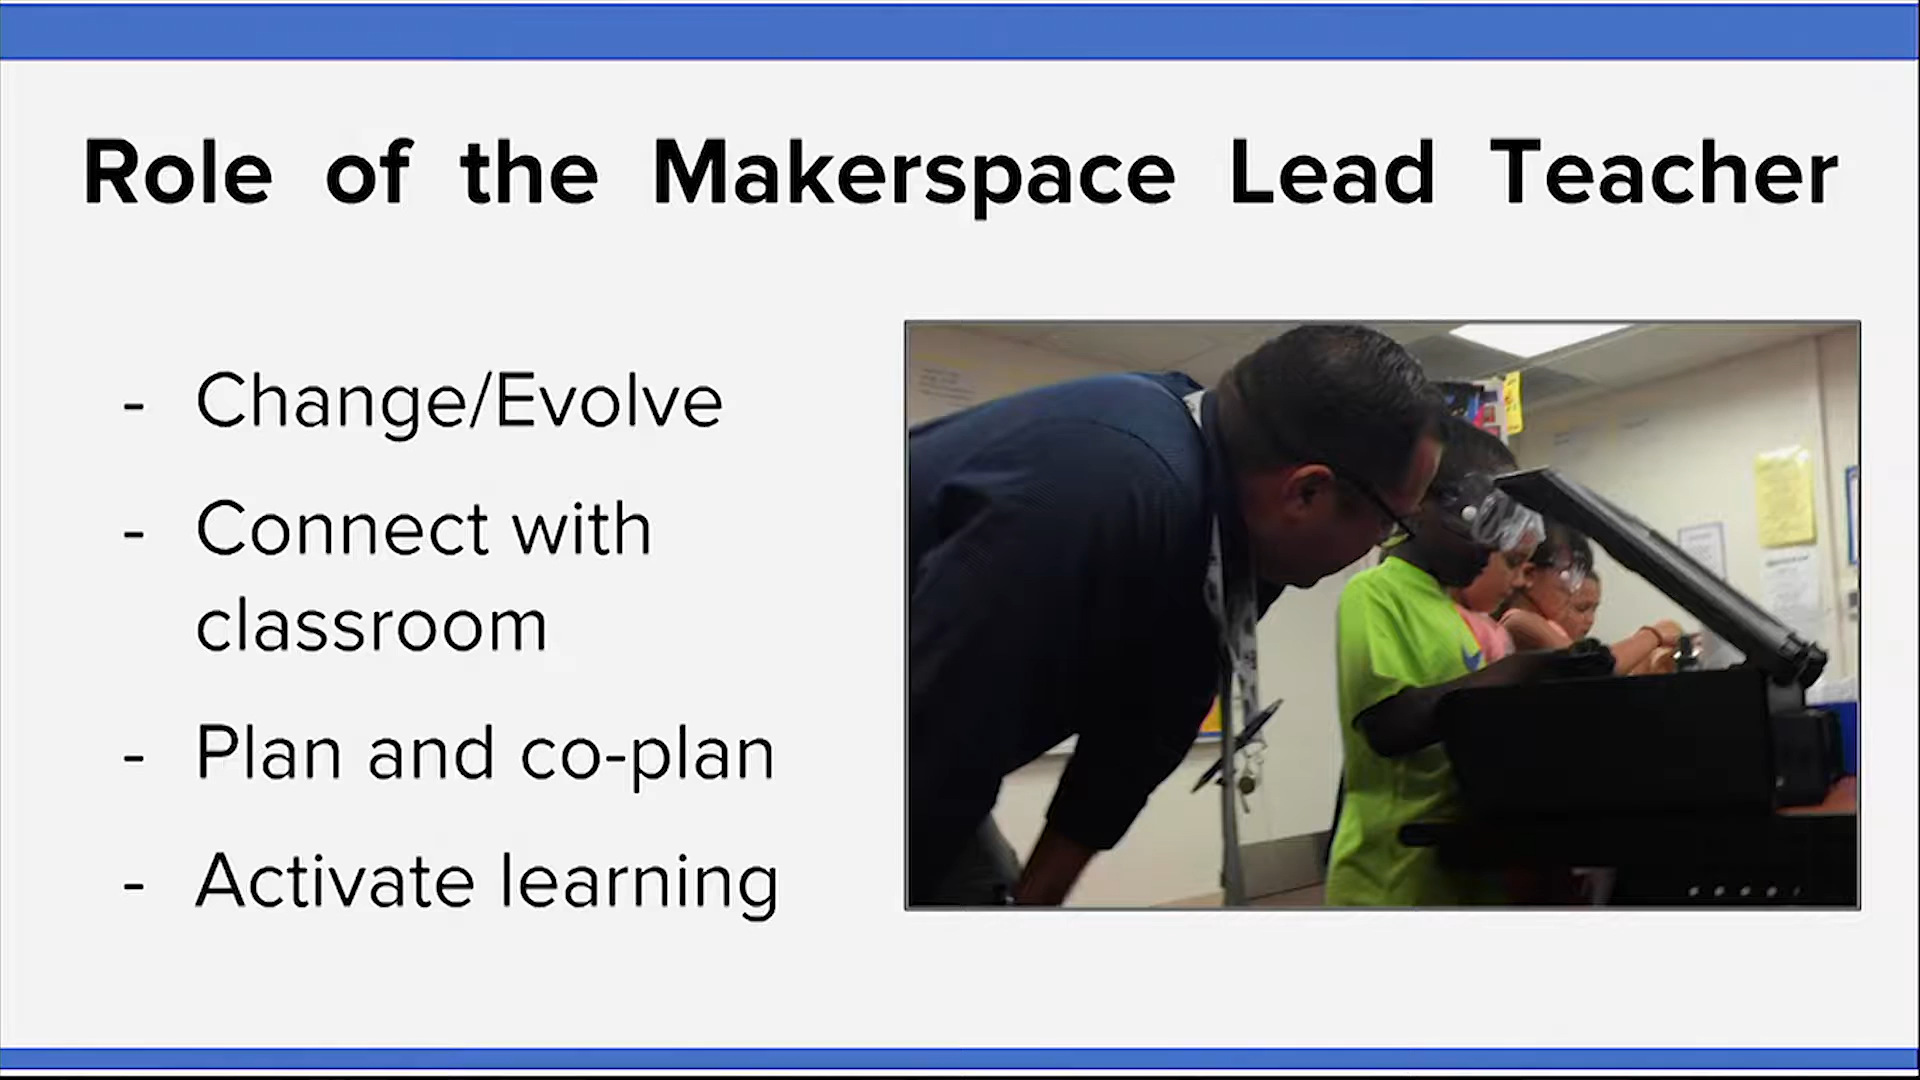 Role of the Makerspace Lead Teacher
- Change/Evolve
- Connect with
classroom
- Plan and co-plan
- Activate learning